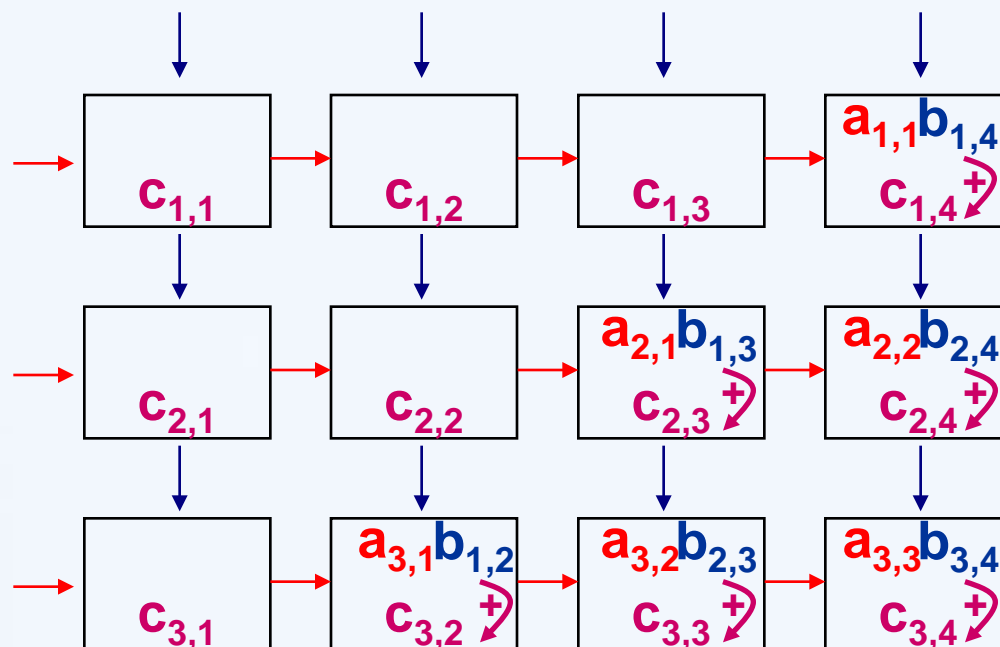 a1,1b1,4
c1,1 c1,2 c1,3 c1,4 +
a2,1b1,3 a2,2b2,4
c2,1 c2,2 c2,3 + c2,4 +
a3,1b1,2 a3,2b2,3 a3,3b3,4
c3,1 c3,2 + c3,3 + c3,4 +